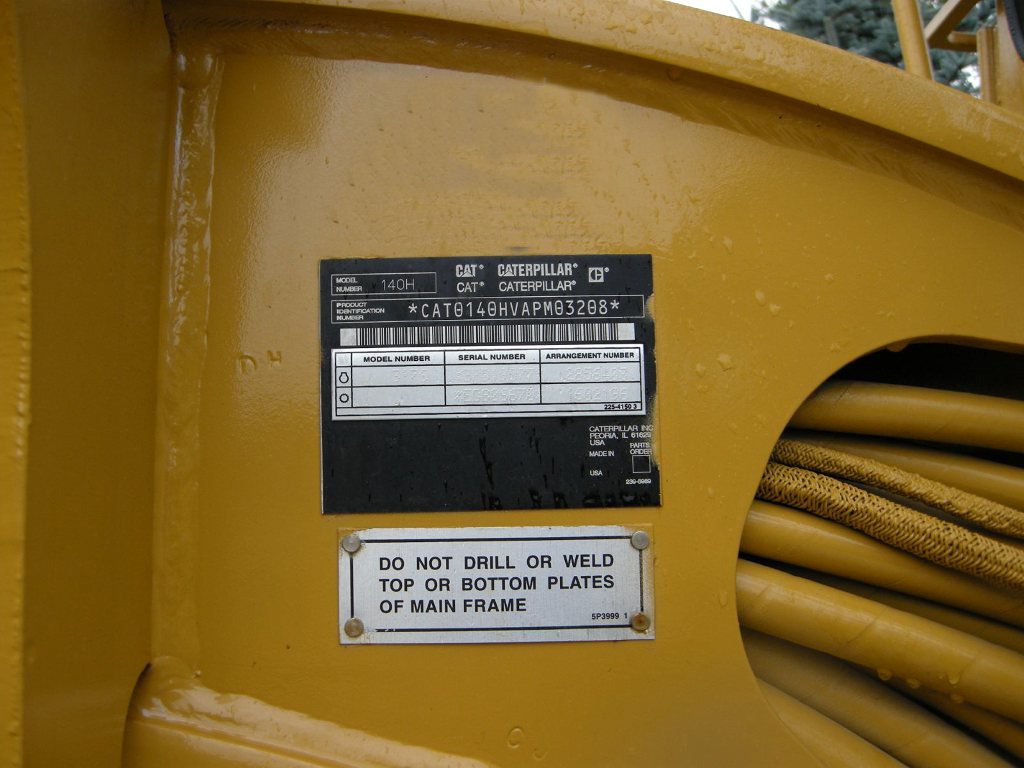 MODEL NUMBER 140H
CAT® CATERPILLAR®
CAT® CATERPILLAR®
PRODUCT IDENTIFICATION NUMBER *CAT0140HVAPM03208*
MODEL NUMBER SERIAL NUMBER ARRANGEMENT NUMBER
225-4150 3
CATERPILLAR INC
PEORIA, IL 61629
USA
MADE IN
USA
PARTS
ORDER
239-5969
DO NOT DRILL OR WELD
TOP OR BOTTOM PLATES
OF MAIN FRAME
5P3999 1